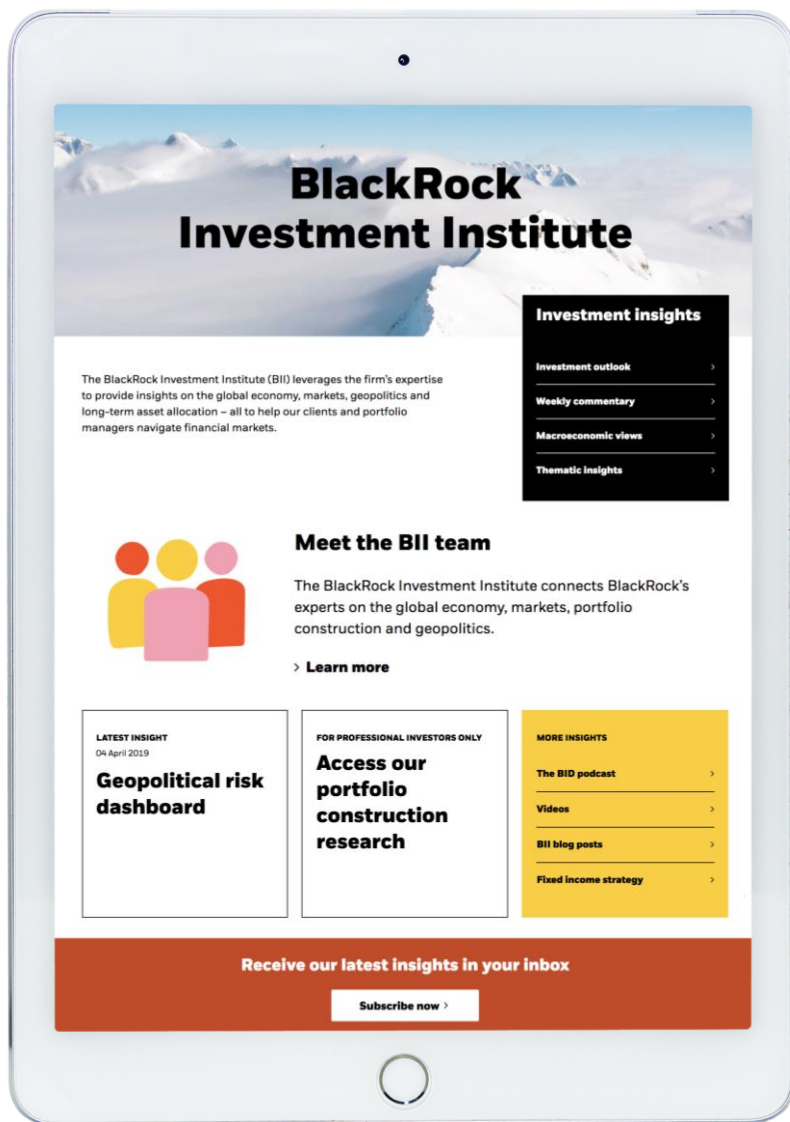 BlackRock
Investment Institute
Investment insights
Investment outlook
Weekly commentary
Macroeconomic views
Thematic insights
The BlackRock Investment Institute (BII) leverages the firm’s expertise
to provide insights on the global economy, markets, geopolitics and
long-term asset allocation – all to help our clients and portfolio
managers navigate financial markets.
Meet the BII team
The BlackRock Investment Institute connects BlackRock’s
experts on the global economy, markets, portfolio
construction and geopolitics.
> Learn more
LATEST INSIGHT
04 April 2019
Geopolitical risk
dashboard
FOR PROFESSIONAL INVESTORS ONLY
Access our
portfolio
construction
research
MORE INSIGHTS
The BID podcast
Videos
BII blog posts
Fixed income strategy
Receive our latest insights in your inbox
Subscribe now >